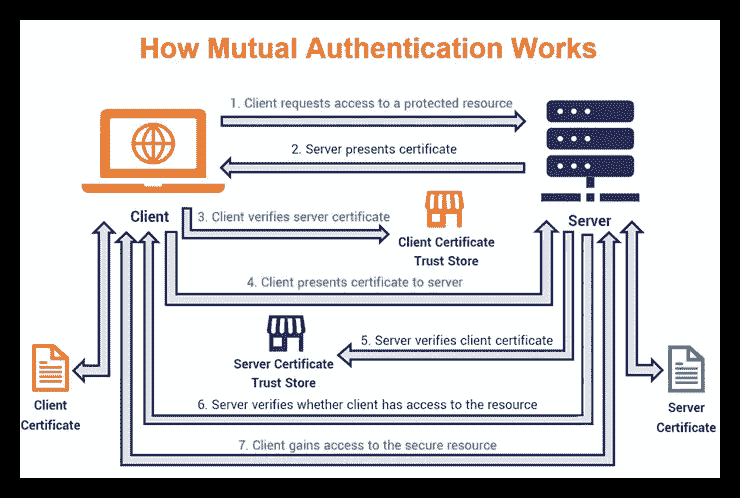 How Mutual Authentication Works
1. Client requests access to a protected resource
2. Server presents certificate
Client
Server
3. Client verifies server certificate
Client Certificate
Trust Store
4. Client presents certificate to server
5. Server verifies client certificate
Server Certificate
Trust Store
Client
Certificate
6. Server verifies whether client has access to the resource
Server
Certificate
7. Client gains access to the secure resource